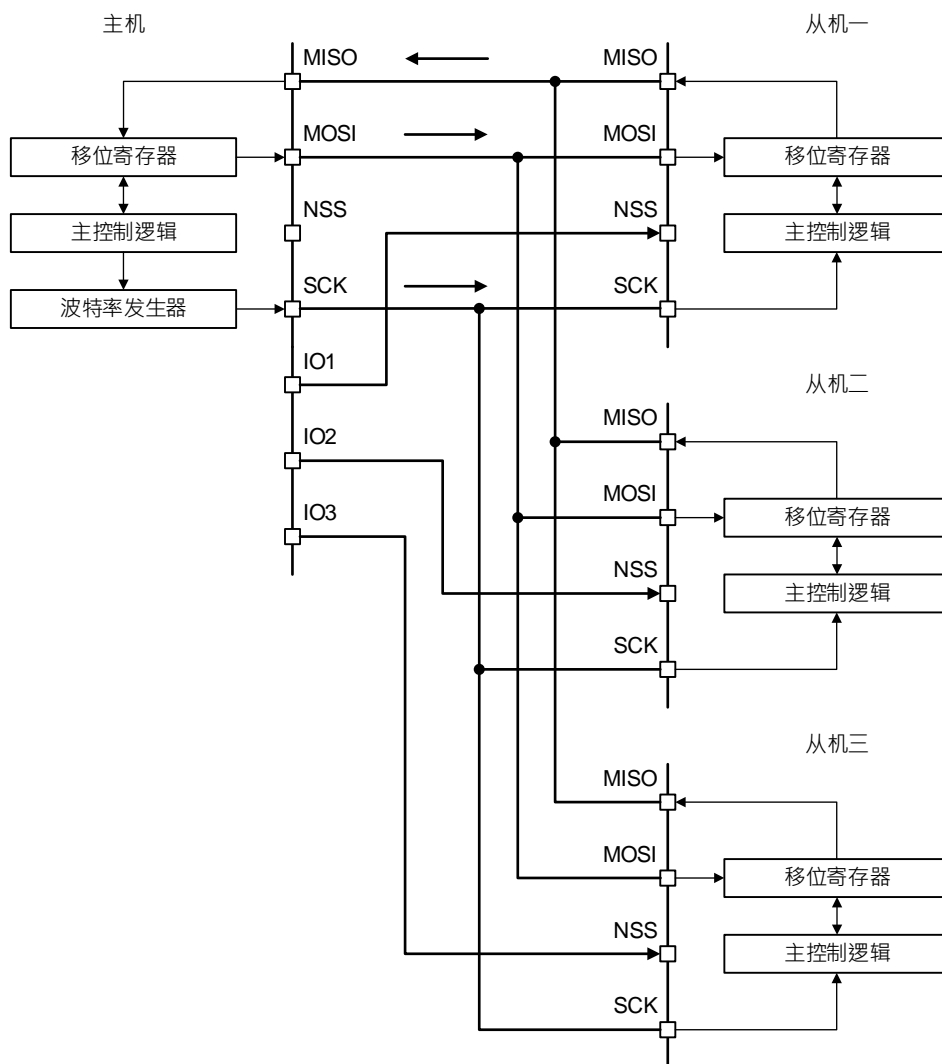 主机
从机一
MISO
MISO
MOSI
MOSI
移位寄存器
移位寄存器
NSS
NSS
主控制逻辑
主控制逻辑
SCK
SCK
波特率发生器
IO1
从机二
IO2
MISO
IO3
MOSI
移位寄存器
NSS
主控制逻辑
SCK
从机三
MISO
MOSI
移位寄存器
NSS
主控制逻辑
SCK